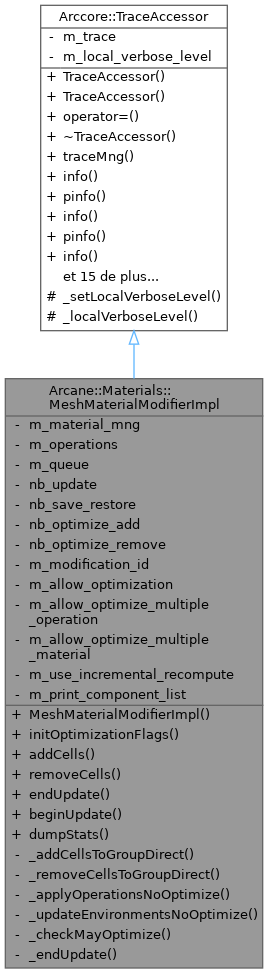 Arccore::TraceAccessor
- m_trace
- m_local_verbose_level
+ TraceAccessor()
+ TraceAccessor()
+ operator=()
+ ~TraceAccessor()
+ traceMng()
+ info()
+ pinfo()
+ info()
+ pinfo()
+ info()
et 15 de plus...
# _setLocalVerboseLevel()
# _localVerboseLevel()
Arcane::Materials::
MeshMaterialModifierImpl
- m_material_mng
- m_operations
- m_queue
- nb_update
- nb_save_restore
- nb_optimize_add
- nb_optimize_remove
- m_modification_id
- m_allow_optimization
- m_allow_optimize_multiple
_operation
- m_allow_optimize_multiple
_material
- m_use_incremental_recompute
- m_print_component_list
+ MeshMaterialModifierImpl()
+ initOptimizationFlags()
+ addCells()
+ removeCells()
+ endUpdate()
+ beginUpdate()
+ dumpStats()
- _addCellsToGroupDirect()
- _removeCellsToGroupDirect()
- _applyOperationsNoOptimize()
- _updateEnvironmentsNoOptimize()
- _checkMayOptimize()
- _endUpdate()